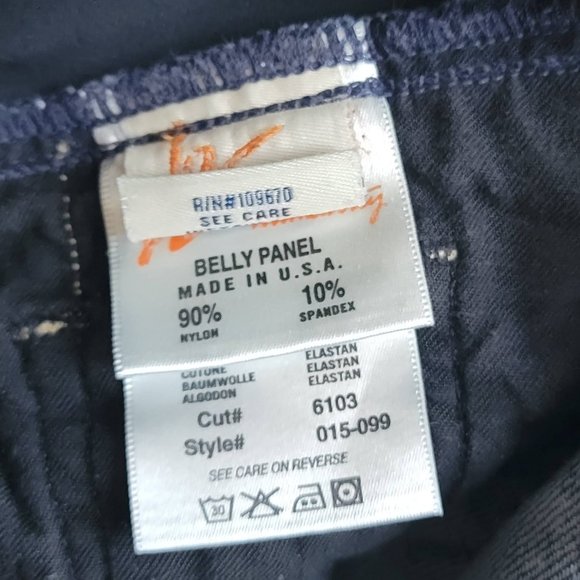 R/N#109670
SEE CARE
BELLY PANEL
MADE IN U.S.A.
90% 10%
NYLON SPANDEX
ELASTAN
COTONE ELASTAN
BAUMWOLLE ELASTAN
ALGODON
Cut# 6103
Style# 015-099
SEE CARE ON REVERSE
30